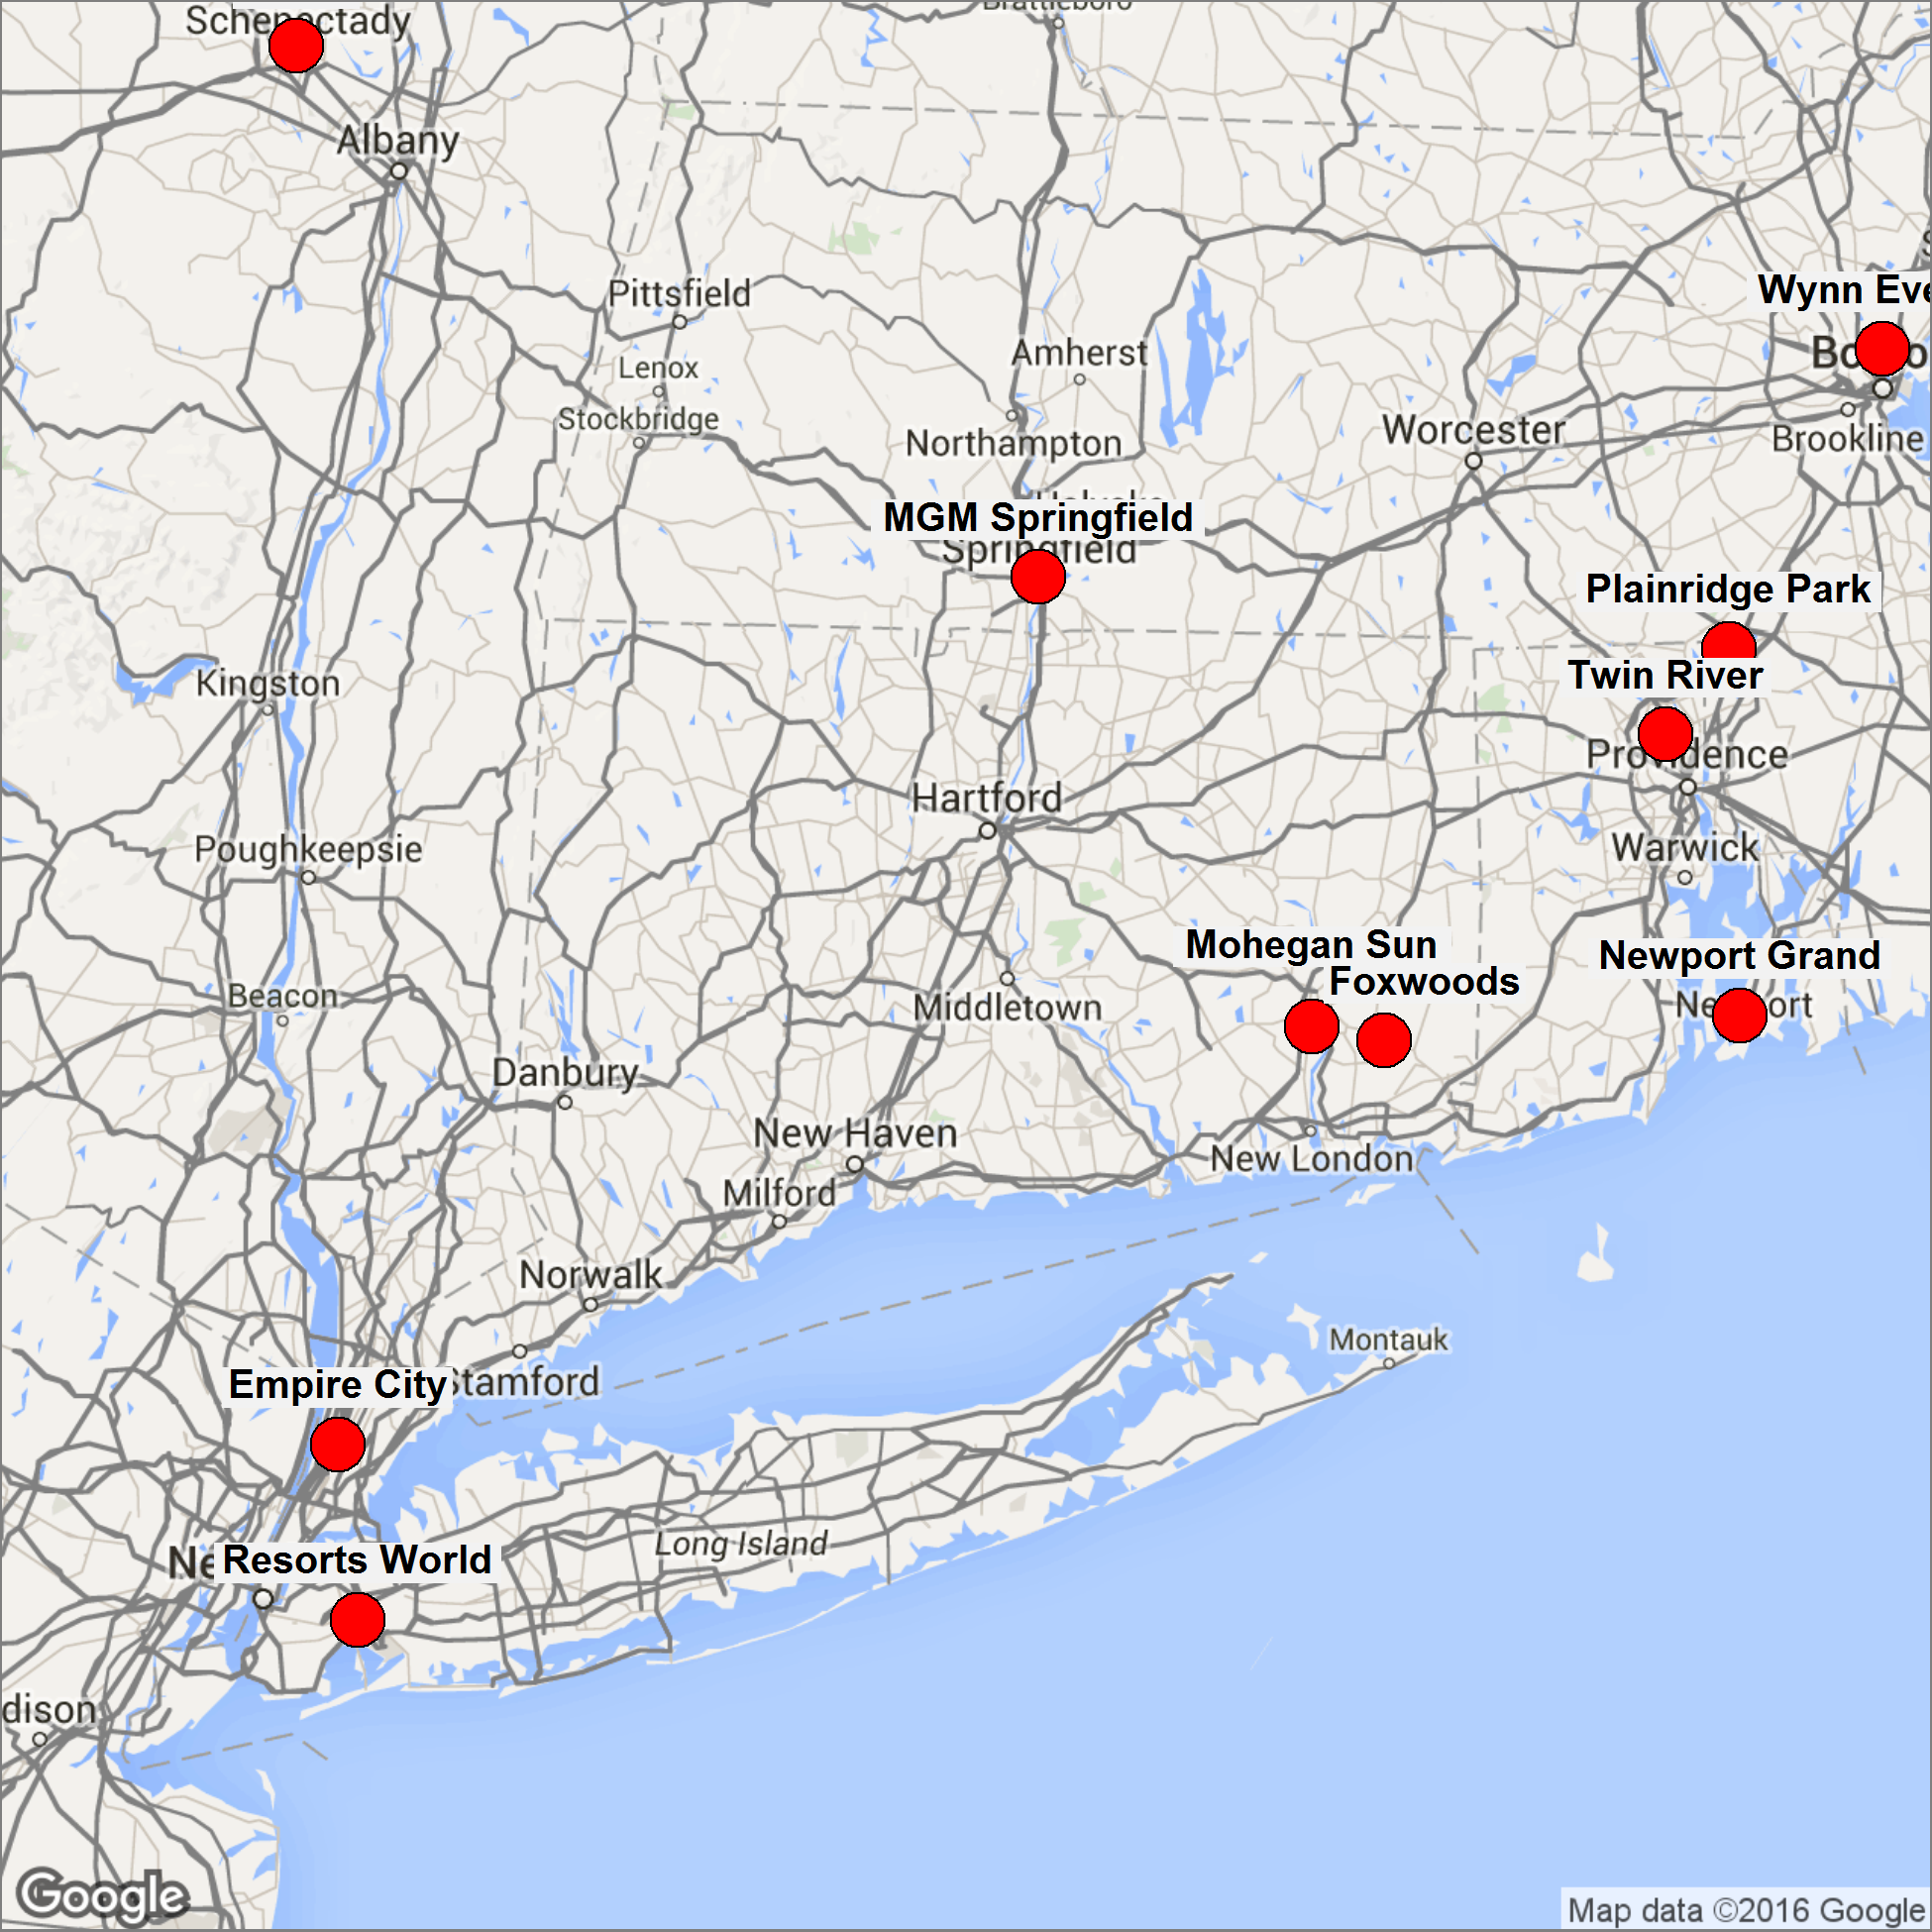 Brattleboro
Schenectady
Albany
Pittsfield
Wynn Eve
Amherst
Lenox
Stockbridge
Northampton
Worcester
Brookline
MGM Springfield
Springfield
Plainridge Park
Twin River
Kingston
Providence
Hartford
Poughkeepsie
Warwick
Mohegan Sun
Foxwoods
Newport Grand
Beacon
Middletown
Newport
Danbury
New Haven
New London
Milford
Norwalk
Montauk
Empire City
Stamford
Long Island
Ne
Resorts World
dison
Google
Map data ©2016 Google